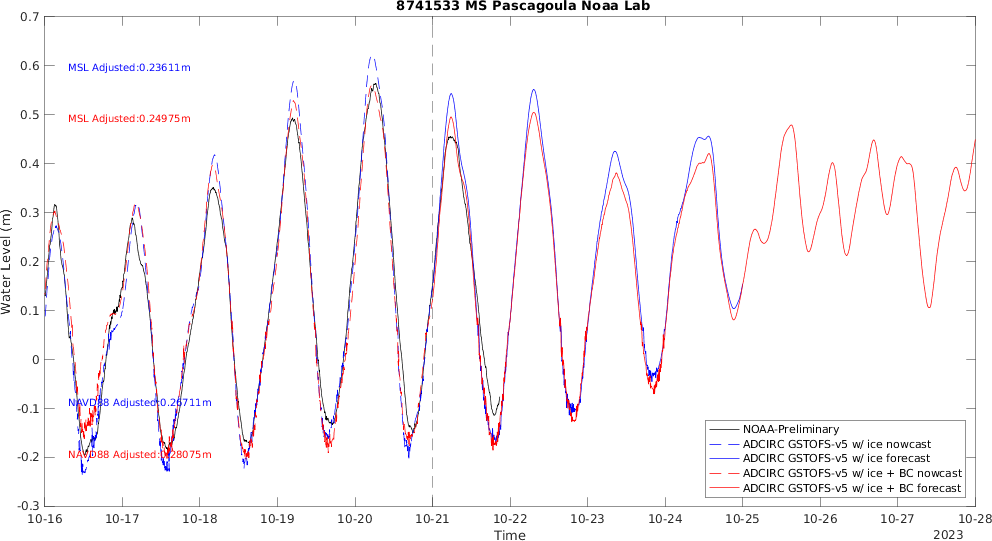 8741533 MS Pascagoula Noaa Lab
0.7
0.6
0.5
0.4
0.3
0.2
0.1
0
-0.1
-0.2
-0.3
Water Level (m)
MSL Adjusted:0.23611m
MSL Adjusted:0.24975m
NAVD88 Adjusted:0.26711m
NAVD88 Adjusted:0.28075m
NOAA-Preliminary
ADCIRC GSTOFS-v5 w/ ice nowcast
ADCIRC GSTOFS-v5 w/ ice forecast
ADCIRC GSTOFS-v5 w/ ice + BC nowcast
ADCIRC GSTOFS-v5 w/ ice + BC forecast
10-16 10-17 10-18 10-19 10-20 10-21 10-22 10-23 10-24 10-25 10-26 10-27 10-28
Time
2023